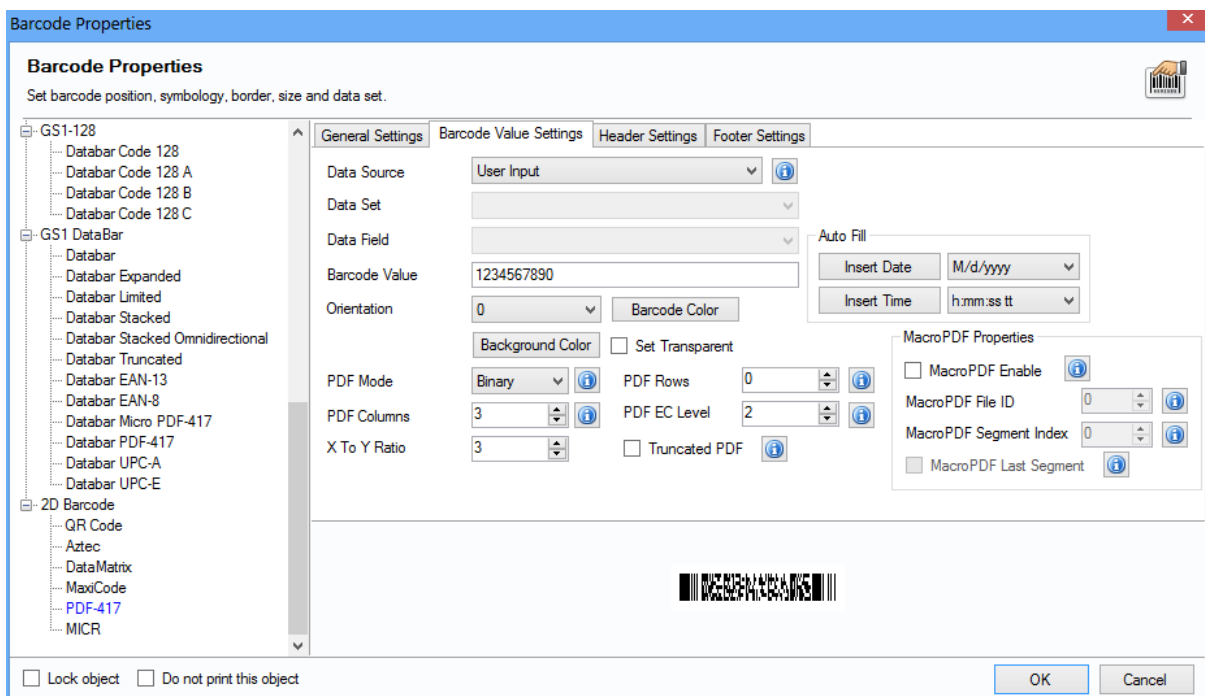 Barcode Properties
Barcode Properties
Set barcode position, symbology, border, size and data set.
GS1-128
Databar Code 128
Databar Code 128 A
Databar Code 128 B
Databar Code 128 C
GS1 DataBar
Databar
Databar Expanded
Databar Limited
Databar Stacked
Databar Stacked Omnidirectional
Databar Truncated
Databar EAN-13
Databar EAN-8
Databar Micro PDF-417
Databar PDF-417
Databar UPC-A
Databar UPC-E
2D Barcode
QR Code
Aztec
DataMatrix
MaxiCode
PDF-417
MICR
General Settings Barcode Value Settings Header Settings Footer Settings
Data Source User Input
Data Set
Data Field
Barcode Value 1234567890
Orientation 0 Barcode Color
Background Color Set Transparent
PDF Mode Binary PDF Rows 0
PDF Columns 3 PDF EC Level 2
X To Y Ratio 3 Truncated PDF
Auto Fill
Insert Date M/d/yyyy
Insert Time h:mm:ss tt
MacroPDF Properties
MacroPDF Enable
MacroPDF File ID 0
MacroPDF Segment Index 0
MacroPDF Last Segment
Lock object Do not print this object OK Cancel